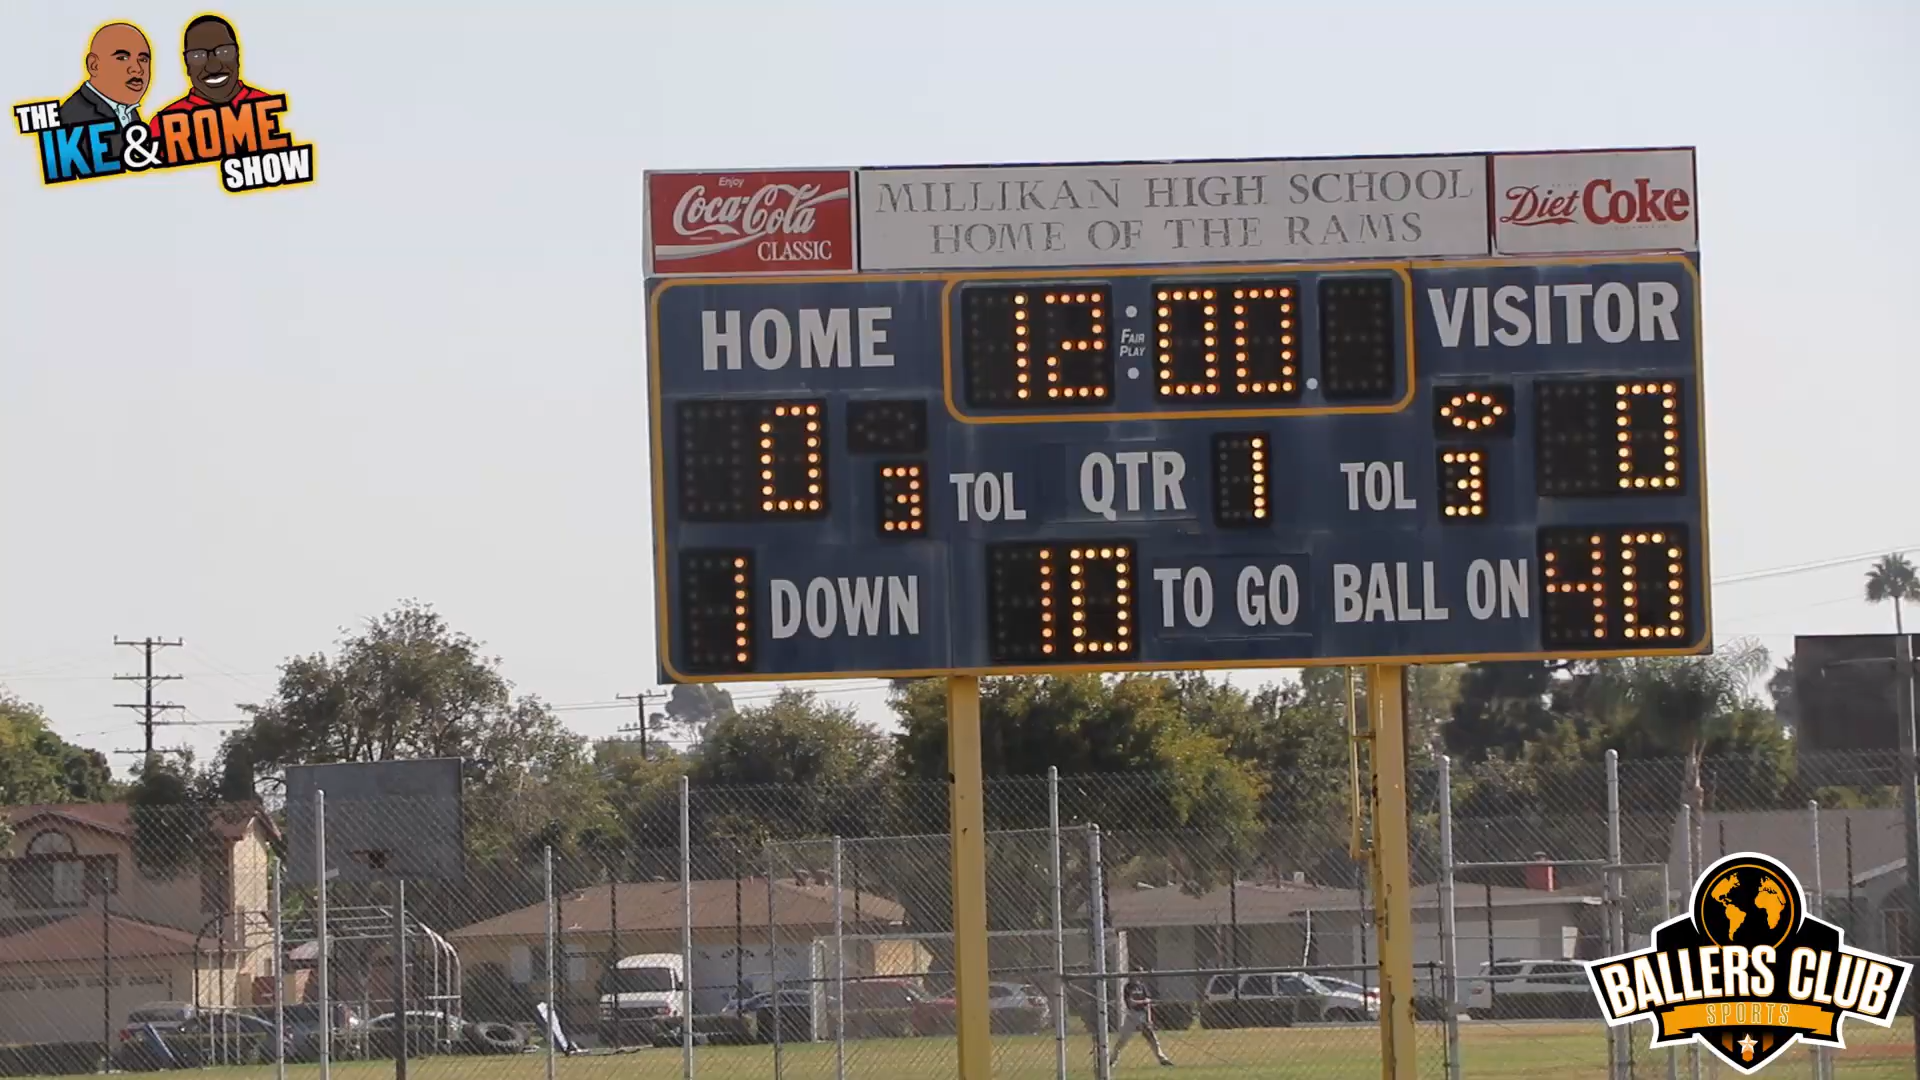 THE
IKE & ROME
SHOW
Enjoy
Coca-Cola
CLASSIC
MILLIKAN HIGH SCHOOL
HOME OF THE RAMS
Diet Coke
HOME
12:00
FAIR
PLAY
VISITOR
0
3 TOL
QTR 1
TOL 3
0
1 DOWN
10 TO GO
BALL ON 40
BALLERS CLUB
SPORTS